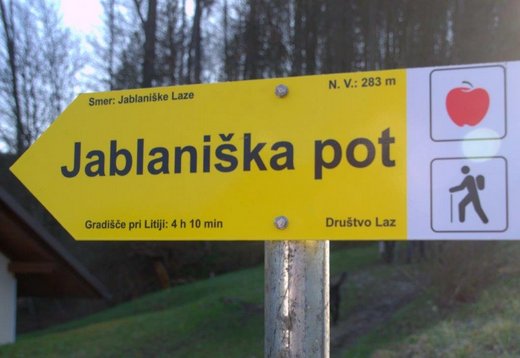 Smer: Jablaniške Laze
N. V.: 283 m
Jablaniška pot
Gradišče pri Litiji: 4 h 10 min
Društvo Laz